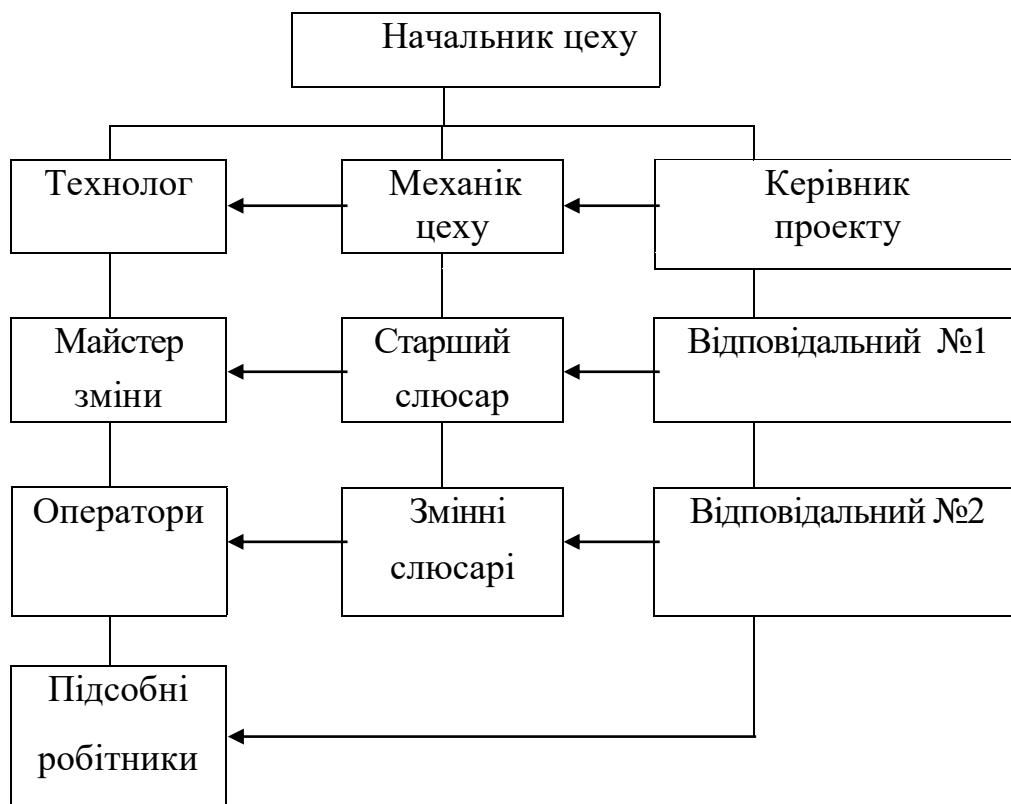 Начальник цеху
Технолог
Механік
цеху
Керівник
проекту
Майстер
зміни
Старший
слюсар
Відповідальний №1
Оператори
Змінні
слюсарі
Відповідальний №2
Підсобні
робітники